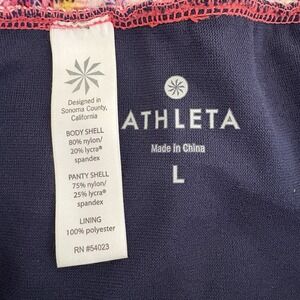 Designed in
Sonoma County,
California
BODY SHELL
80% nylon/
20% lycra®
spandex
PANTY SHELL
75% nylon/
25% lycra®
spandex
LINING
100% polyester
RN #54023
ATHLETA
Made in China
L